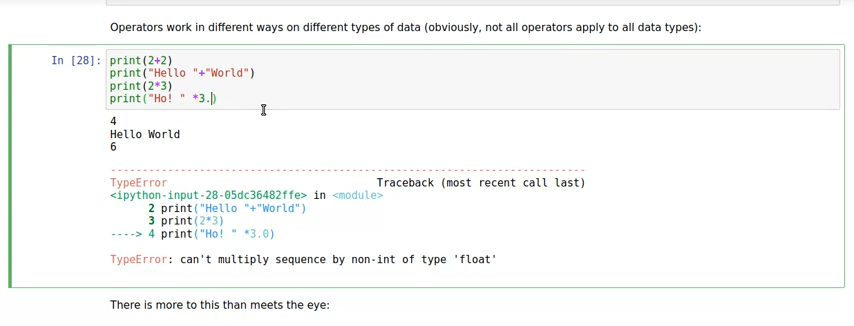 Operators work in different ways on different types of data (obviously, not all operators apply to all data types):
In [28]: print(2+2)
print("Hello "+"World")
print(2*3)
print("Ho! " *3.)
4
Hello World
6
---------------------------------------------------------------------------
TypeError Traceback (most recent call last)
<ipython-input-28-05dc36482ffe> in <module>
2 print("Hello "+"World")
3 print(2*3)
----> 4 print("Ho! " *3.0)
TypeError: can't multiply sequence by non-int of type 'float'
There is more to this than meets the eye: